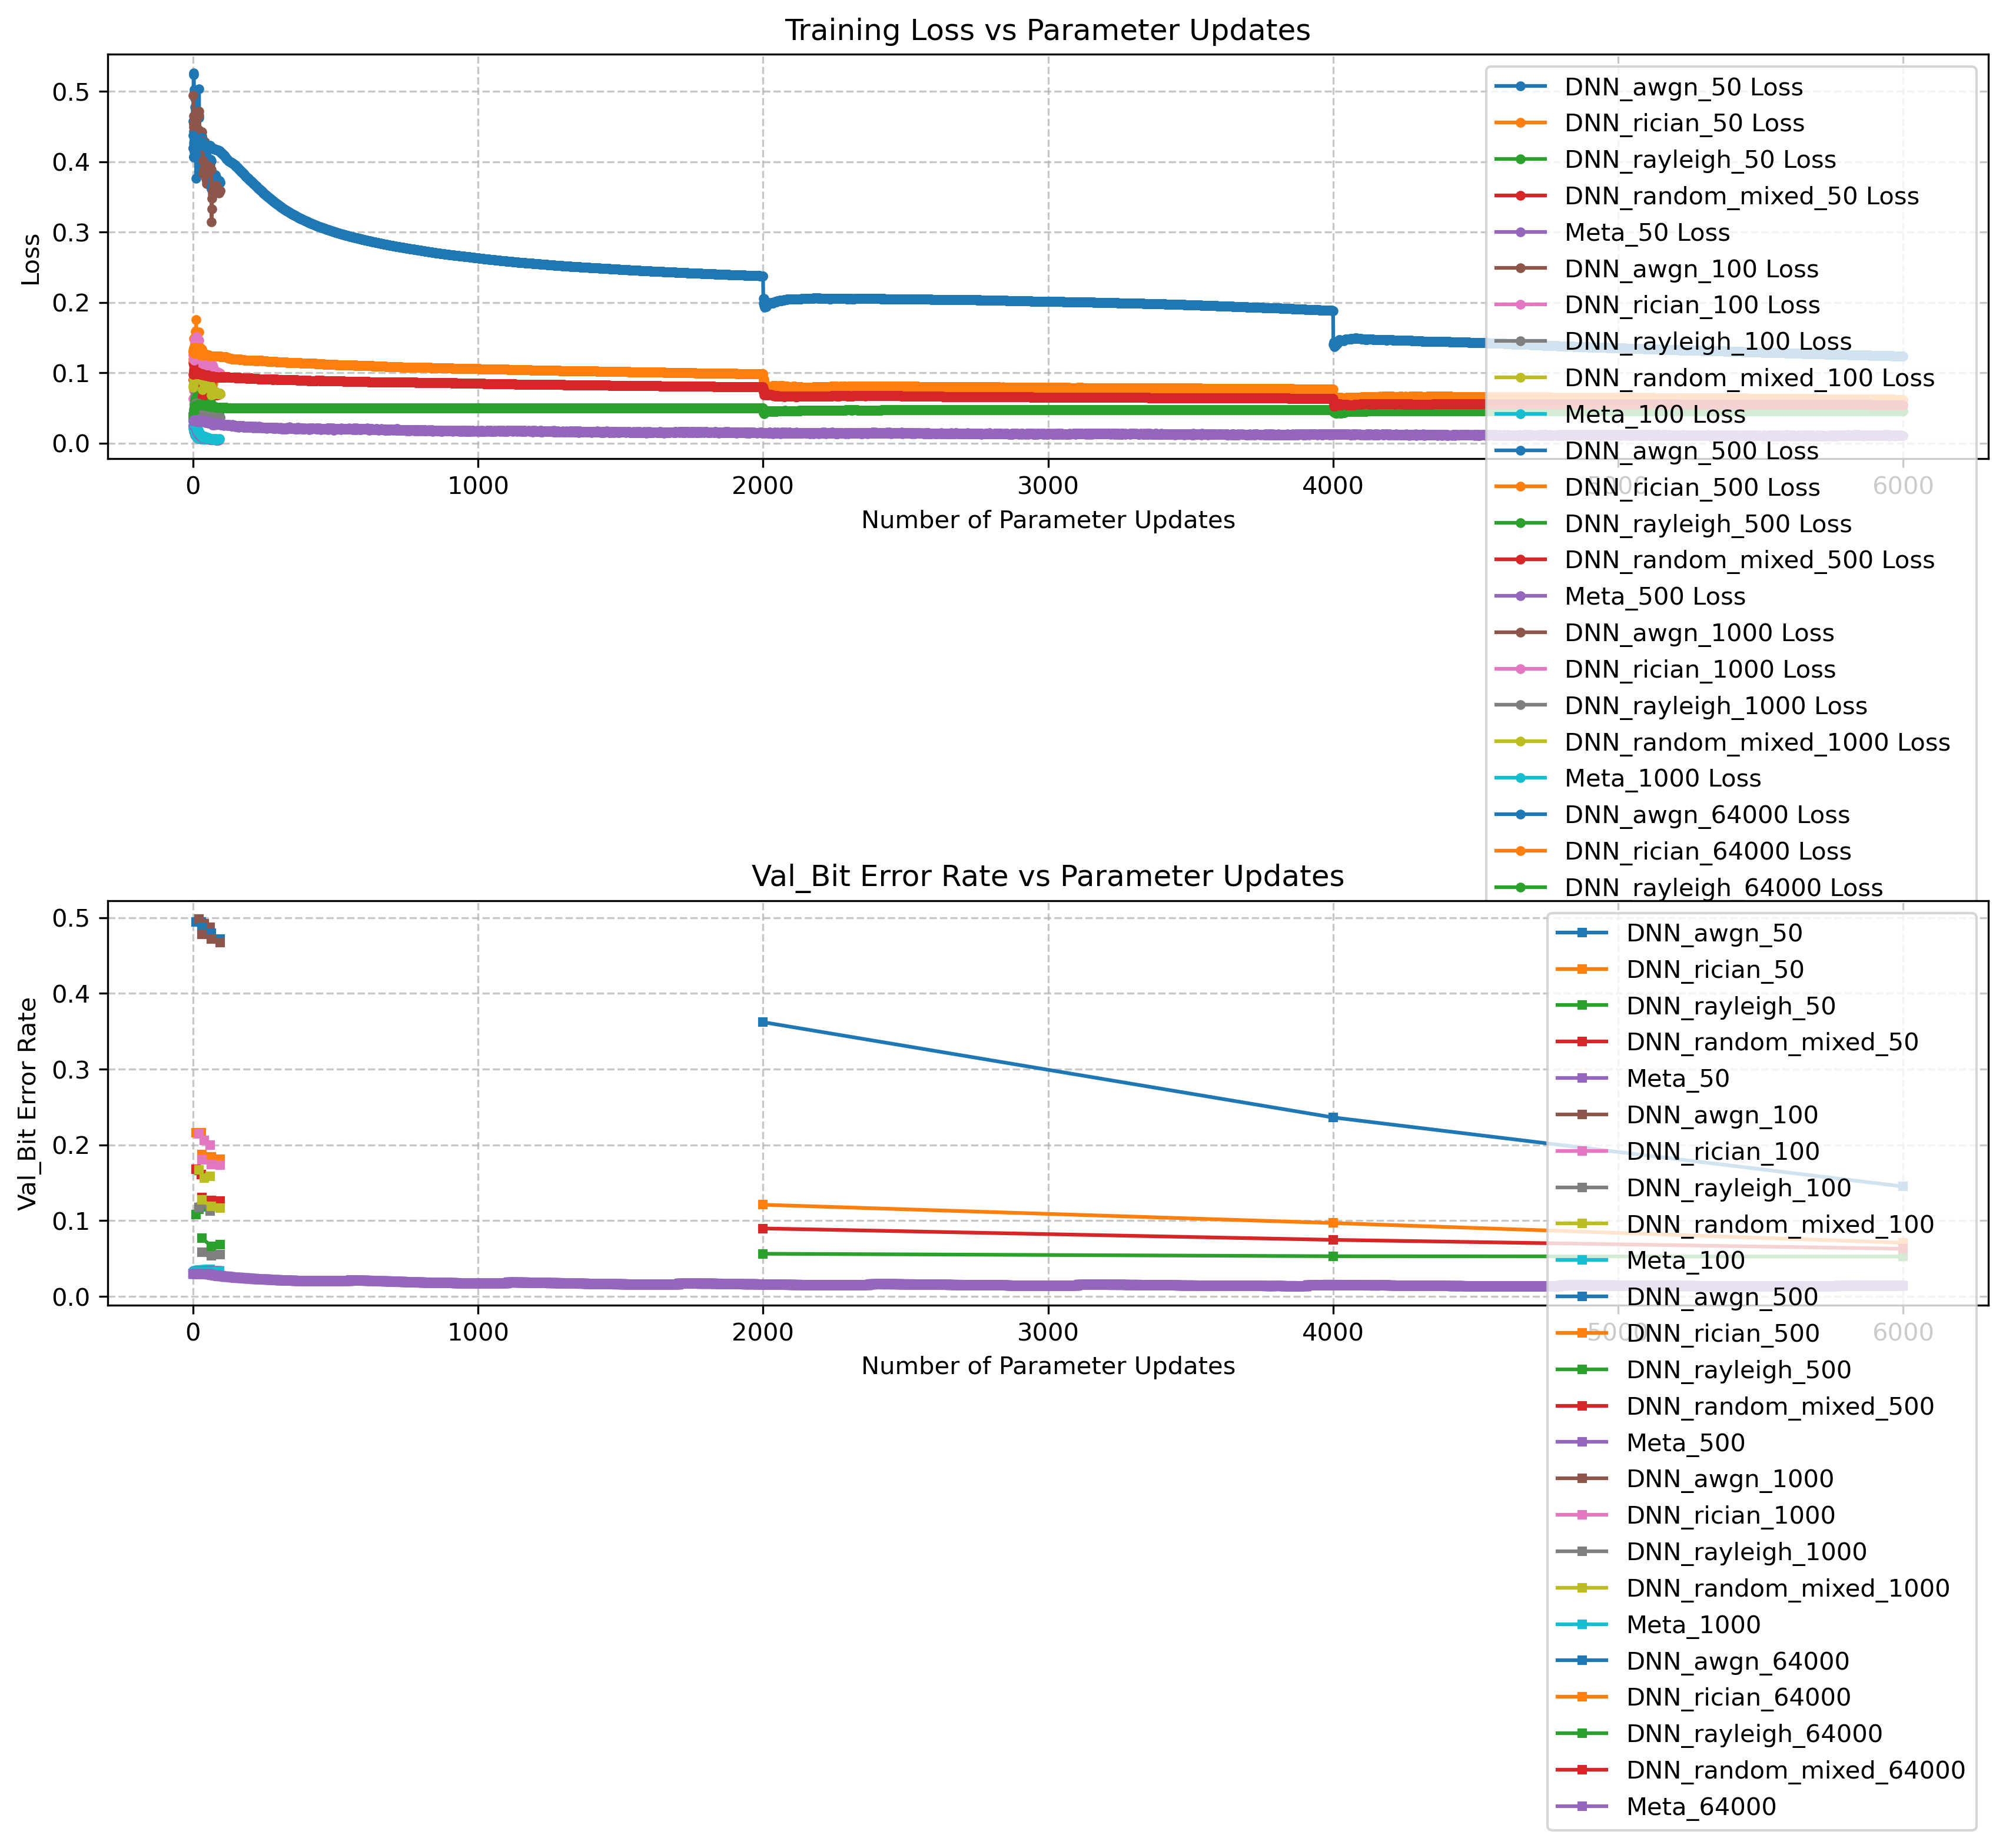 Training Loss vs Parameter Updates
Loss
0.5
0.4
0.3
0.2
0.1
0.0
0
1000
2000
3000
4000
5000
6000
Number of Parameter Updates
DNN_awgn_50 Loss
DNN_rician_50 Loss
DNN_rayleigh_50 Loss
DNN_random_mixed_50 Loss
Meta_50 Loss
DNN_awgn_100 Loss
DNN_rician_100 Loss
DNN_rayleigh_100 Loss
DNN_random_mixed_100 Loss
Meta_100 Loss
DNN_awgn_500 Loss
DNN_rician_500 Loss
DNN_rayleigh_500 Loss
DNN_random_mixed_500 Loss
Meta_500 Loss
DNN_awgn_1000 Loss
DNN_rician_1000 Loss
DNN_rayleigh_1000 Loss
DNN_random_mixed_1000 Loss
Meta_1000 Loss
DNN_awgn_64000 Loss
DNN_rician_64000 Loss
DNN_rayleigh_64000 Loss
Val_Bit Error Rate vs Parameter Updates
Val_Bit Error Rate
0.5
0.4
0.3
0.2
0.1
0.0
0
1000
2000
3000
4000
5000
6000
Number of Parameter Updates
DNN_awgn_50
DNN_rician_50
DNN_rayleigh_50
DNN_random_mixed_50
Meta_50
DNN_awgn_100
DNN_rician_100
DNN_rayleigh_100
DNN_random_mixed_100
Meta_100
DNN_awgn_500
DNN_rician_500
DNN_rayleigh_500
DNN_random_mixed_500
Meta_500
DNN_awgn_1000
DNN_rician_1000
DNN_rayleigh_1000
DNN_random_mixed_1000
Meta_1000
DNN_awgn_64000
DNN_rician_64000
DNN_rayleigh_64000
DNN_random_mixed_64000
Meta_64000